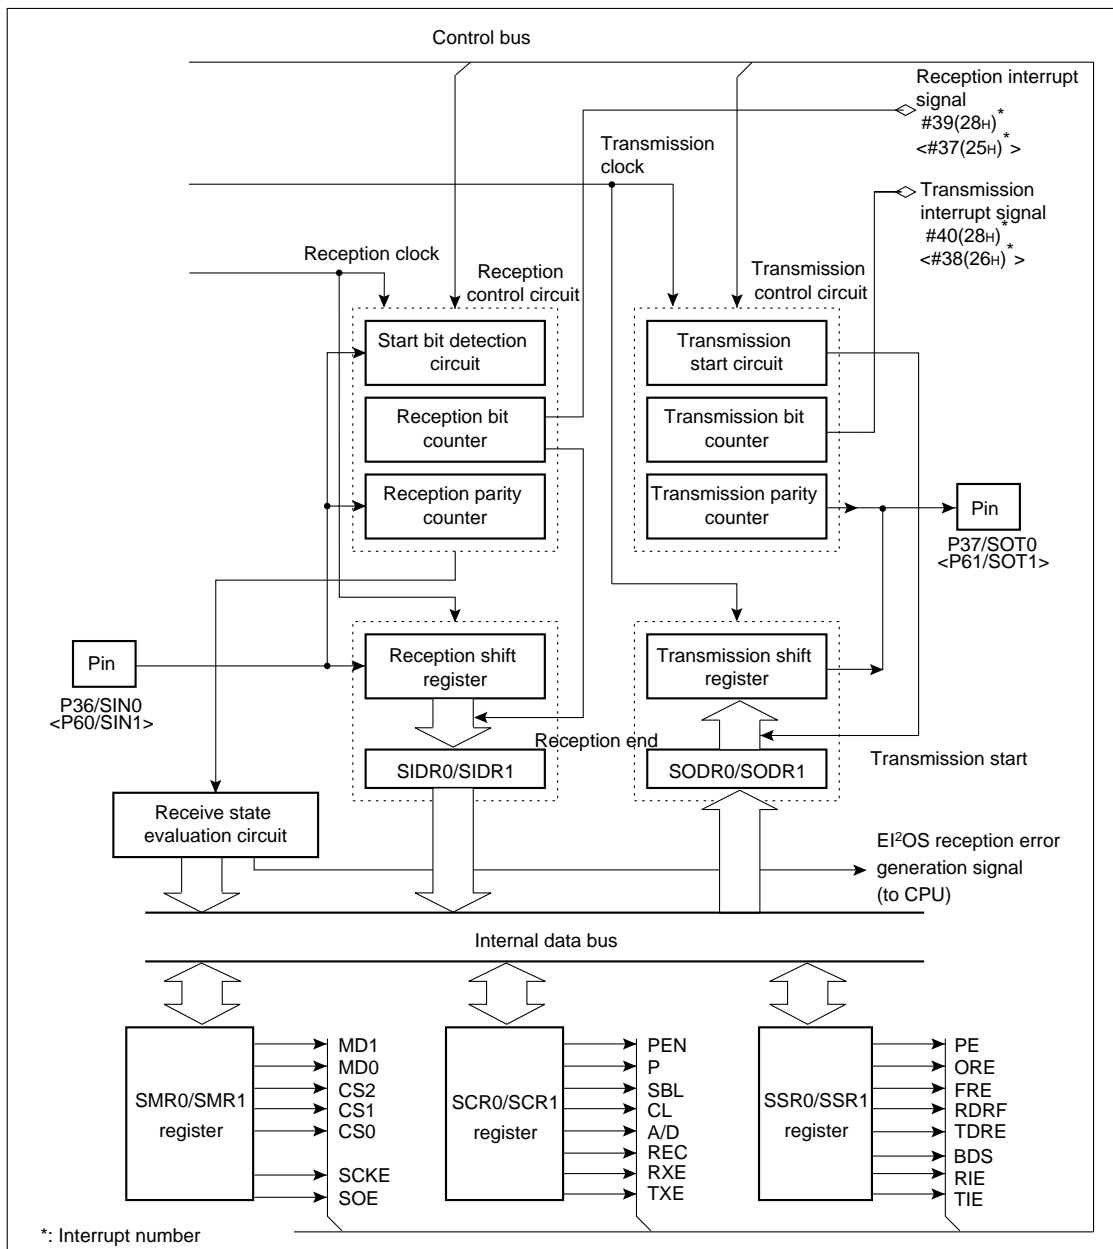 Control bus
Reception interrupt
signal
#39(28H)*
<#37(25H)*>
Transmission
clock
Transmission
interrupt signal
#40(28H)*
<#38(26H)*>
Reception clock
Reception
control circuit
Transmission
control circuit
Start bit detection
circuit
Transmission
start circuit
Reception bit
counter
Transmission bit
counter
Reception parity
counter
Transmission parity
counter
Pin
P37/SOT0
<P61/SOT1>
Pin
P36/SIN0
<P60/SIN1>
Reception shift
register
Transmission shift
register
Reception end
Transmission start
SIDR0/SIDR1
SODR0/SODR1
Receive state
evaluation circuit
EI²OS reception error
generation signal
(to CPU)
Internal data bus
SMR0/SMR1
register
MD1
MD0
CS2
CS1
CS0
SCKE
SOE
SCR0/SCR1
register
PEN
P
SBL
CL
A/D
REC
RXE
TXE
SSR0/SSR1
register
PE
ORE
FRE
RDRF
TDRE
BDS
RIE
TIE
*: Interrupt number